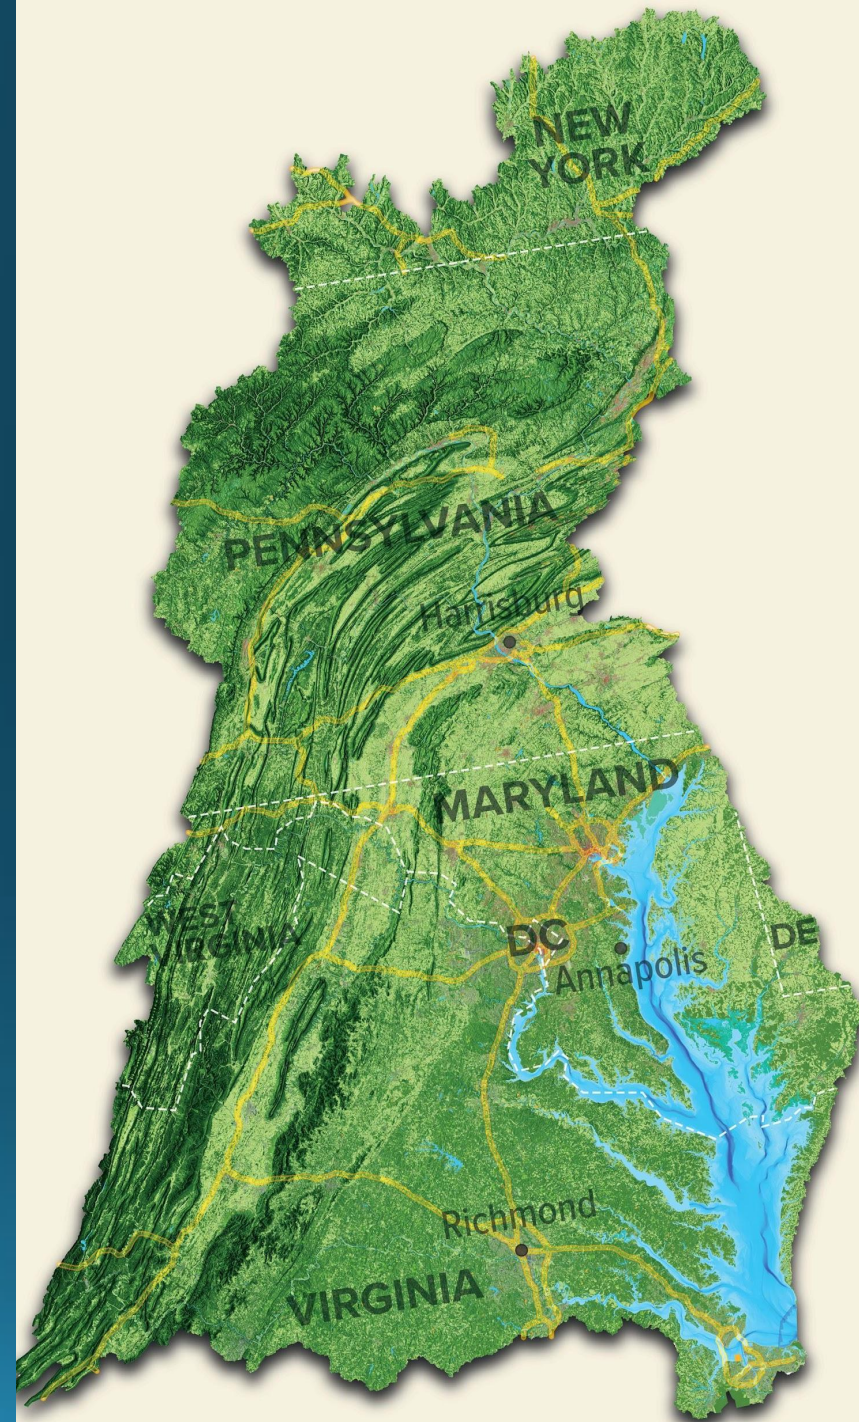 NEW
YORK
PENNSYLVANIA
Harrisburg
MARYLAND
WEST
VIRGINIA
DC
DE
Annapolis
Richmond
VIRGINIA